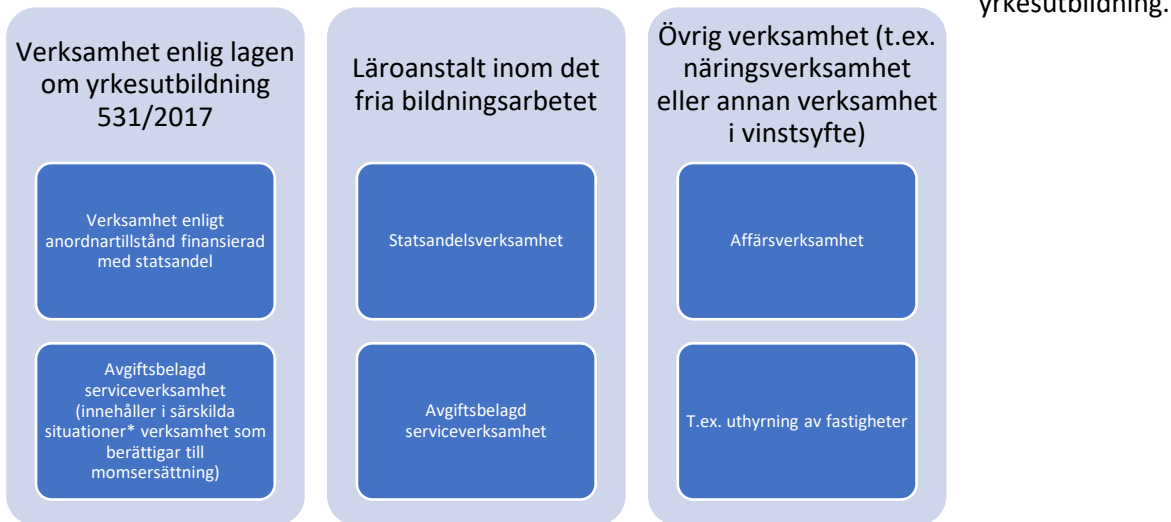 yrkesutbildning.
Verksamhet enlig lagen
om yrkesutbildning
531/2017
Verksamhet enligt
anordnartillstånd finansierad
med statsandel
Avgiftsbelagd
serviceverksamhet
(innehåller i särskilda
situationer* verksamhet som
berättigar till
momsersättning)
Läroanstalt inom det
fria bildningsarbetet
Statsandelsverksamhet
Avgiftsbelagd
serviceverksamhet
Övrig verksamhet (t.ex.
näringsverksamhet
eller annan verksamhet
i vinstsyfte)
Affärsverksamhet
T.ex. uthyrning av fastigheter